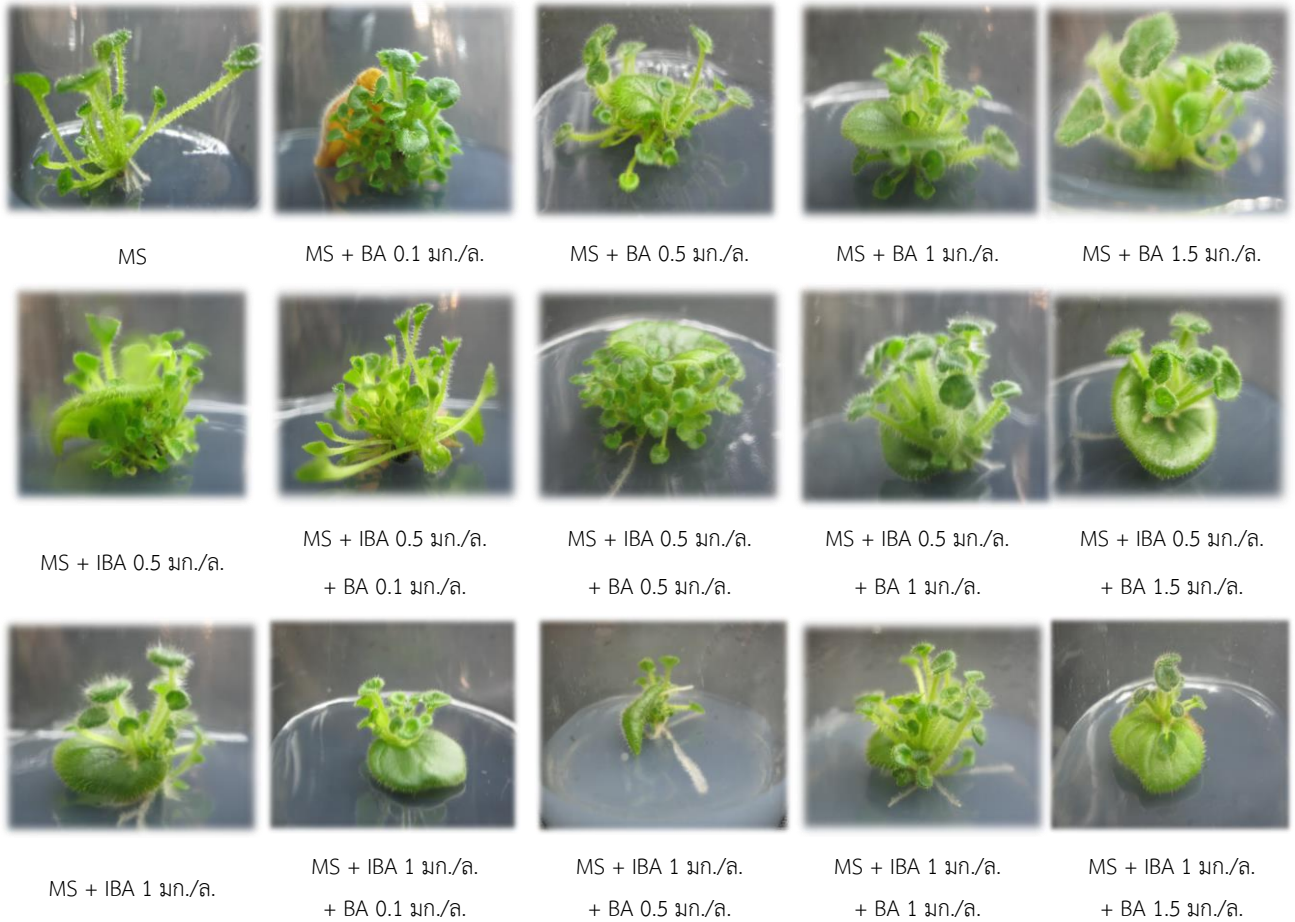 MS
MS + BA 0.1 มก./ล.
MS + BA 0.5 มก./ล.
MS + BA 1 มก./ล.
MS + BA 1.5 มก./ล.
MS + IBA 0.5 มก./ล.
MS + IBA 0.5 มก./ล.
+ BA 0.1 มก./ล.
MS + IBA 0.5 มก./ล.
+ BA 0.5 มก./ล.
MS + IBA 0.5 มก./ล.
+ BA 1 มก./ล.
MS + IBA 0.5 มก./ล.
+ BA 1.5 มก./ล.
MS + IBA 1 มก./ล.
MS + IBA 1 มก./ล.
+ BA 0.1 มก./ล.
MS + IBA 1 มก./ล.
+ BA 0.5 มก./ล.
MS + IBA 1 มก./ล.
+ BA 1 มก./ล.
MS + IBA 1 มก./ล.
+ BA 1.5 มก./ล.